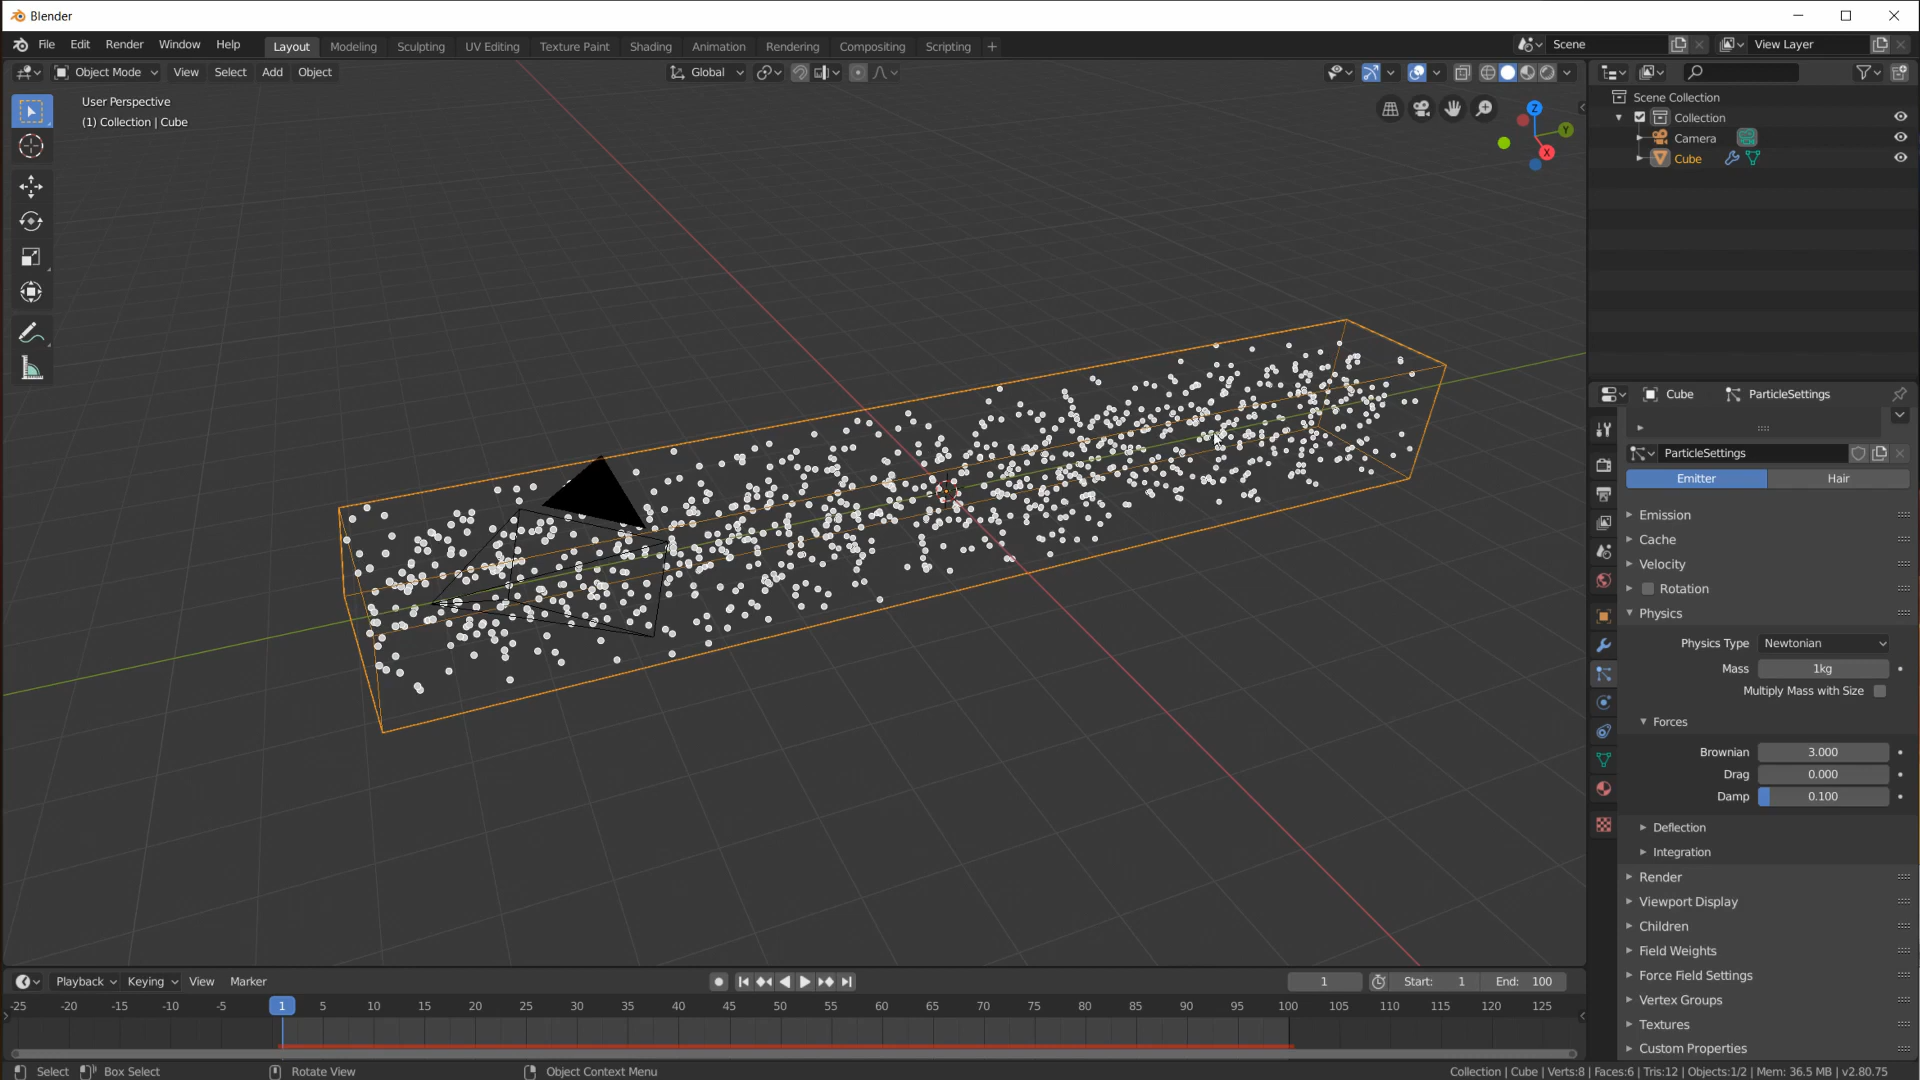 Blender
File Edit Render Window Help Layout Modeling Sculpting UV Editing Texture Paint Shading Animation Rendering Compositing Scripting + Scene View Layer
Object Mode View Select Add Object Global
User Perspective
(1) Collection | Cube
Z
Y
X
Scene Collection
Collection
Camera
Cube
Cube ParticleSettings
ParticleSettings
Emitter Hair
Emission
Cache
Velocity
Rotation
Physics
Physics Type Newtonian
Mass 1kg
Multiply Mass with Size
Forces
Brownian 3.000
Drag 0.000
Damp 0.100
Deflection
Integration
Render
Viewport Display
Children
Field Weights
Force Field Settings
Vertex Groups
Textures
Custom Properties
Playback Keying View Marker 1 Start: 1 End: 100
-25 -20 -15 -10 -5 1 5 10 15 20 25 30 35 40 45 50 55 60 65 70 75 80 85 90 95 100 105 110 115 120 125
Select Box Select Rotate View Object Context Menu Collection | Cube | Verts:8 | Faces:6 | Tris:12 | Objects:1/2 | Mem: 36.5 MB | v2.80.75